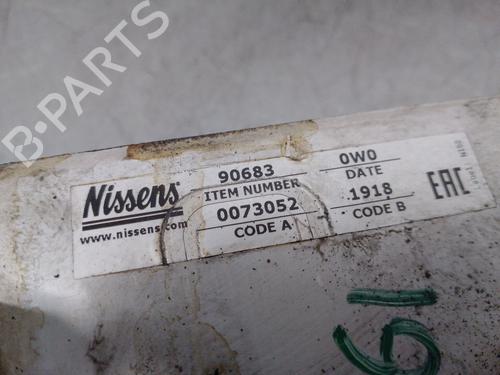 B-PARTS
Nissens
www.nissens.com
90683
ITEM NUMBER
0073052
CODE A
0W0
DATE
1918
CODE B
EAC